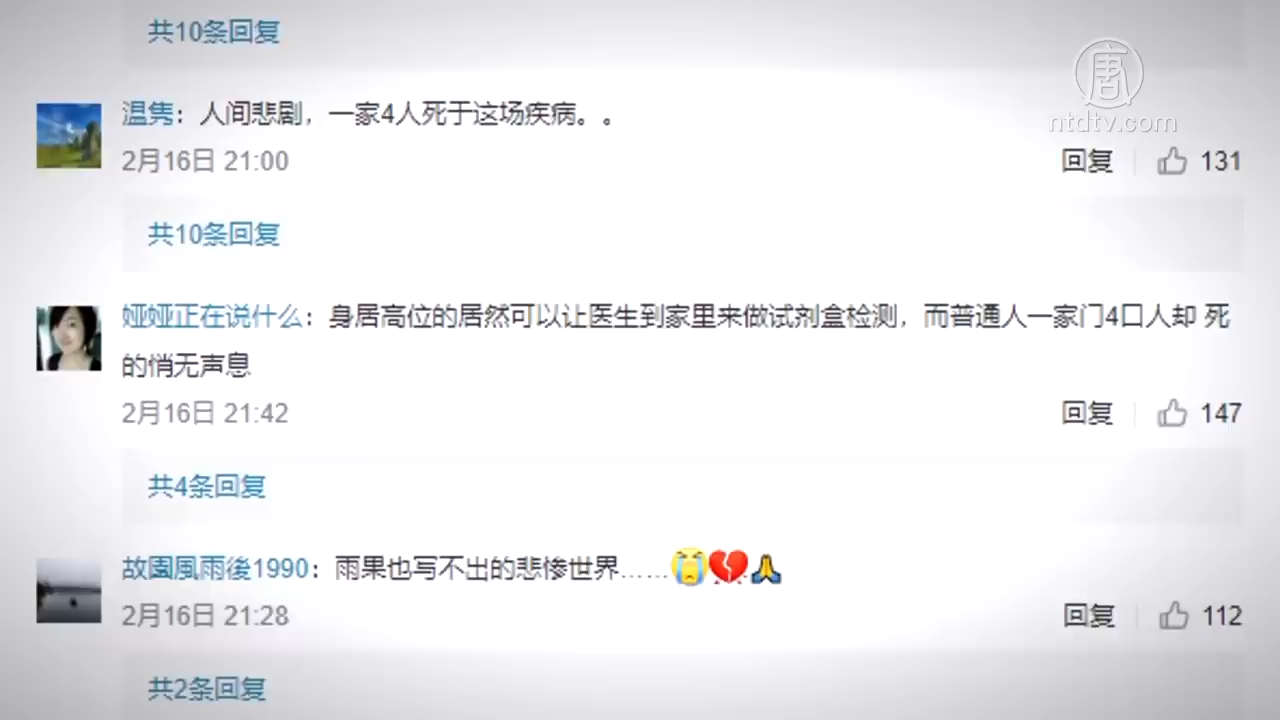 共10条回复
唐
ntdtv.com
温隽：人间悲剧，一家4人死于这场疾病。。
2月16日 21:00
回复 131
共10条回复
娅娅正在说什么：身居高位的居然可以让医生到家里来做试剂盒检测，而普通人一家门4口人却 死
的悄无声息
2月16日 21:42
回复 147
共4条回复
故園風雨後1990：雨果也写不出的悲惨世界……😭💔🙏
2月16日 21:28
回复 112
共2条回复